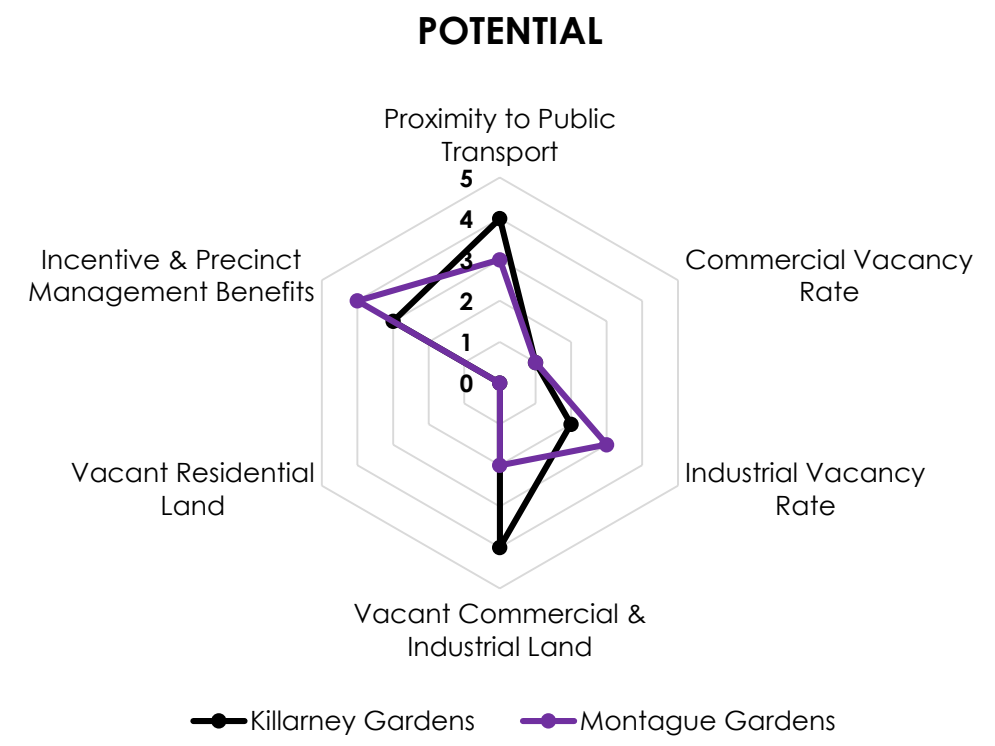 POTENTIAL
Proximity to Public
Transport
5
4
3
2
1
0
Commercial Vacancy
Rate
Industrial Vacancy
Rate
Vacant Commercial &
Industrial Land
Vacant Residential
Land
Incentive & Precinct
Management Benefits
Killarney Gardens
Montague Gardens